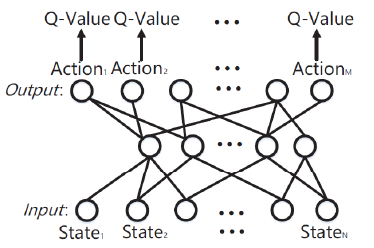 Q-Value Q-Value ••• Q-Value
Action₁ Action₂ ••• Actionₘ
Output: •••
•••
Input: •••
State₁ State₂ ••• Stateₙ